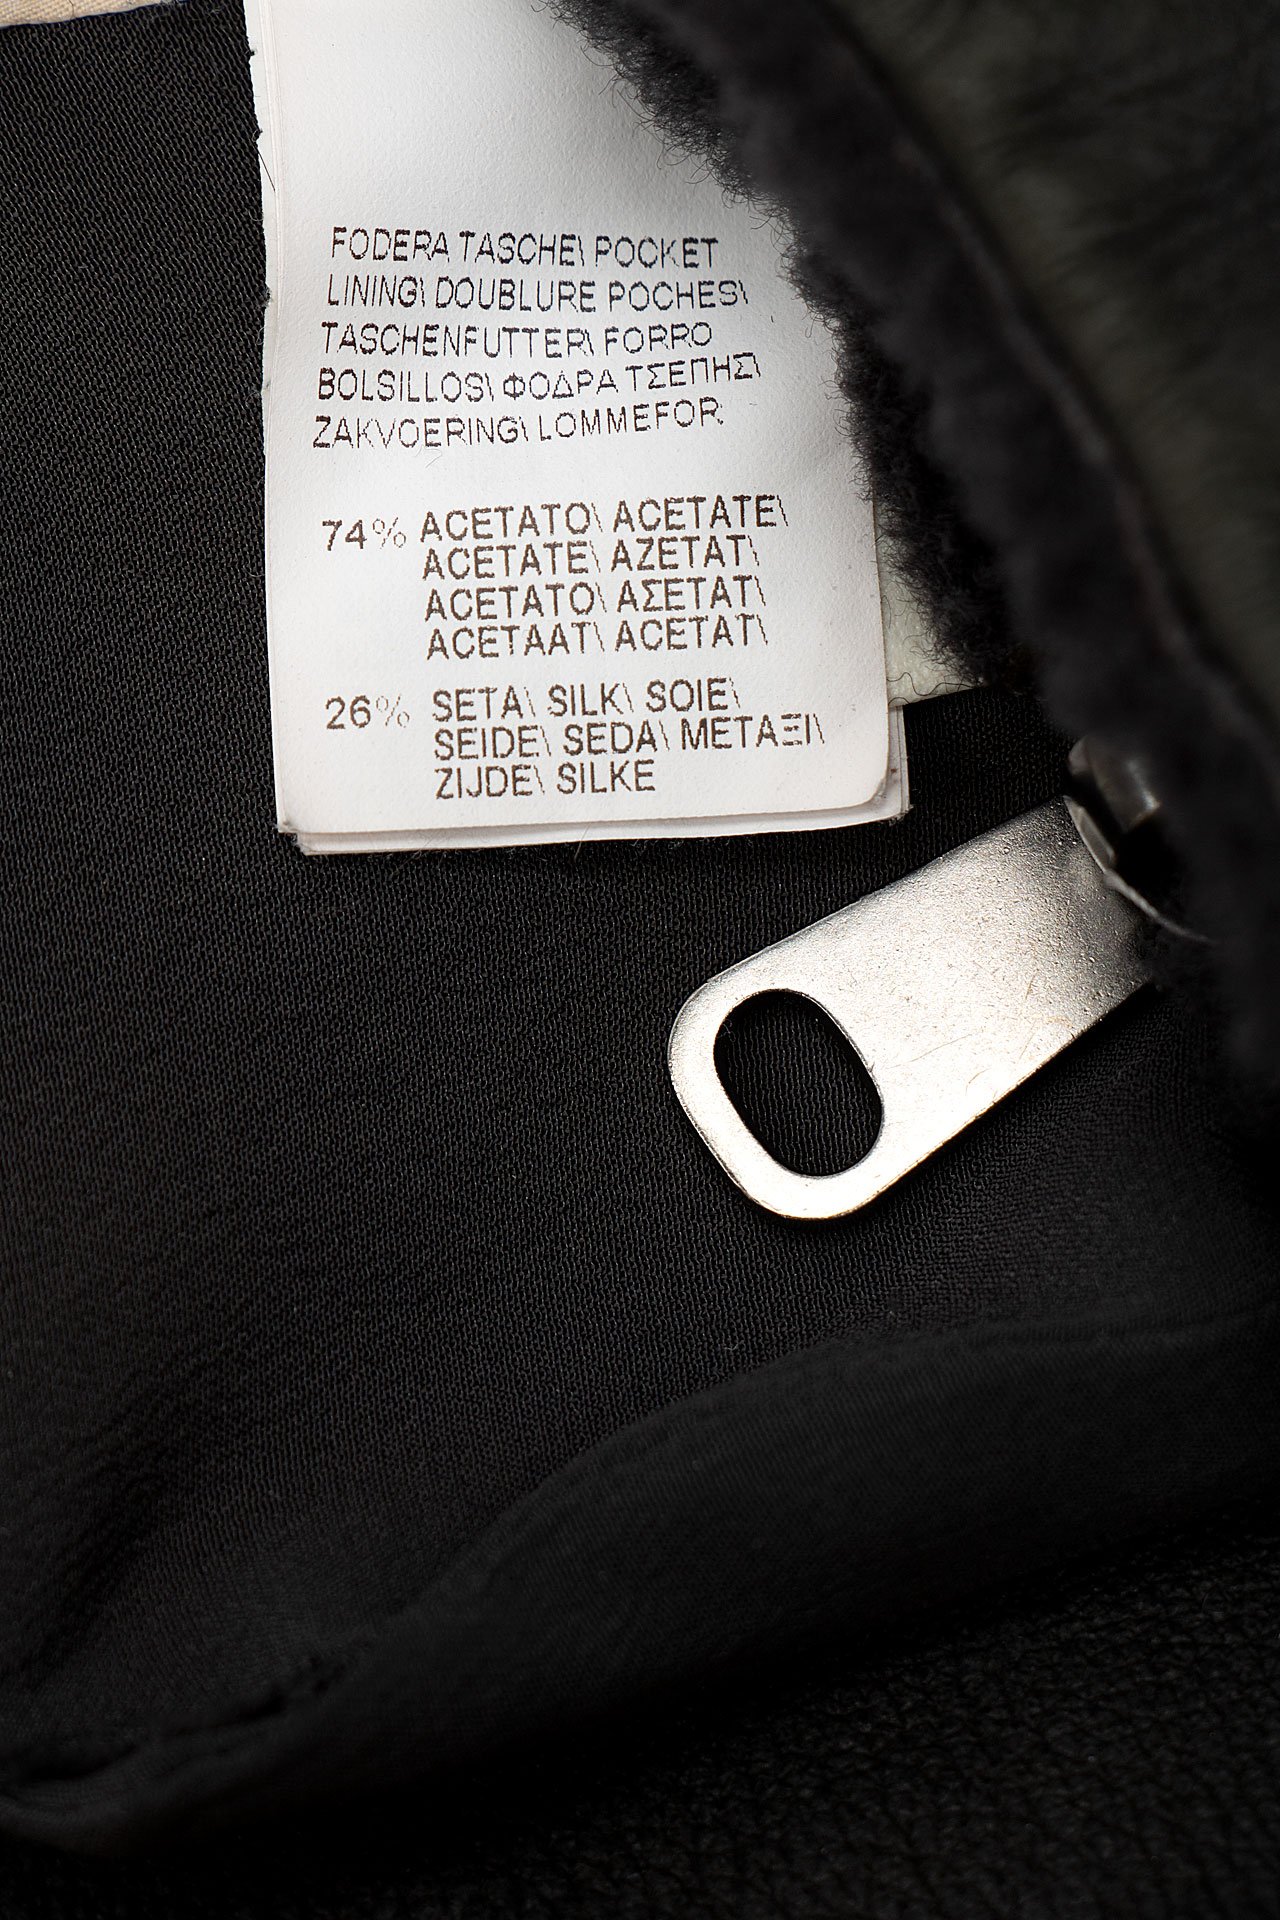 FODERA TASCHE\ POCKET
LINING\ DOUBLURE POCHES\
TASCHENFUTTER\ FORRO
BOLSILLOS\ ΦΟΔΡΑ ΤΣΕΠΗΣ\
ZAKVOERING\ LOMMEFOR
74% ACETATO\ ACETATE\
ACETATE\ AZETAT\
ACETATO\ ΑΣΕΤΑΤ\
ACETAAT\ ACETAT\
26% SETA\ SILK\ SOIE\
SEIDE\ SEDA\ ΜΕΤΑΞΙ\
ZIJDE\ SILKE